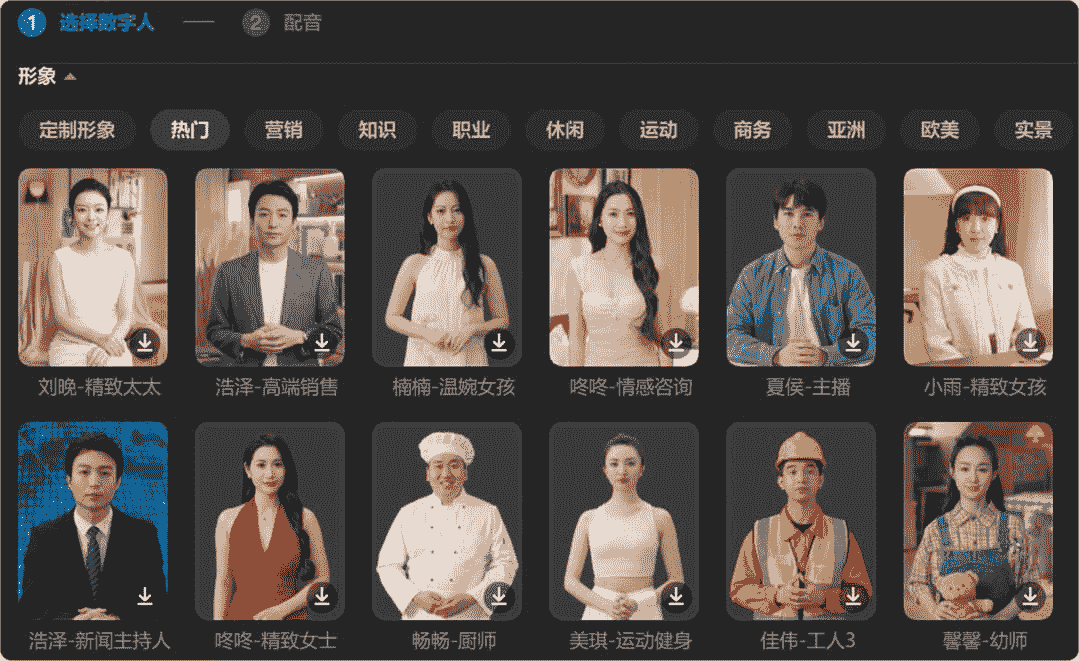 1 选择数字人 2 配音
形象
定制形象 热门 营销 知识 职业 休闲 运动 商务 亚洲 欧美 实景
刘晚-精致太太 浩泽-高端销售 楠楠-温婉女孩 咚咚-情感咨询 夏侯-主播 小雨-精致女孩
浩泽-新闻主持人 咚咚-精致女士 畅畅-厨师 美琪-运动健身 佳伟-工人3 馨馨-幼师